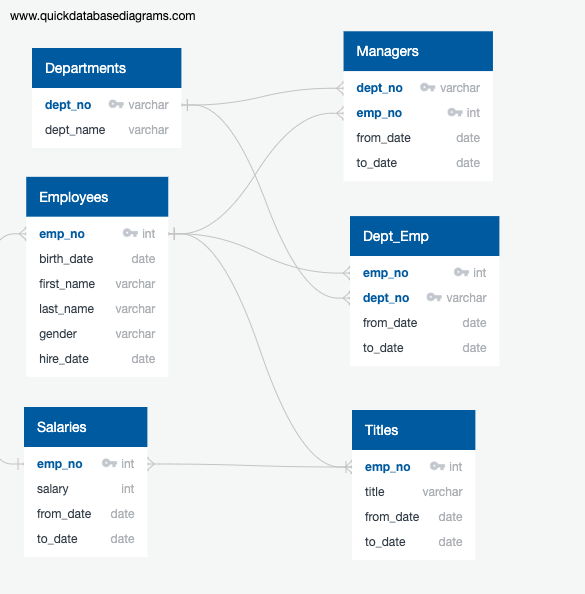 www.quickdatabasediagrams.com
Departments
dept_no varchar
dept_name varchar
Managers
dept_no varchar
emp_no int
from_date date
to_date date
Employees
emp_no int
birth_date date
first_name varchar
last_name varchar
gender varchar
hire_date date
Dept_Emp
emp_no int
dept_no varchar
from_date date
to_date date
Salaries
emp_no int
salary int
from_date date
to_date date
Titles
emp_no int
title varchar
from_date date
to_date date